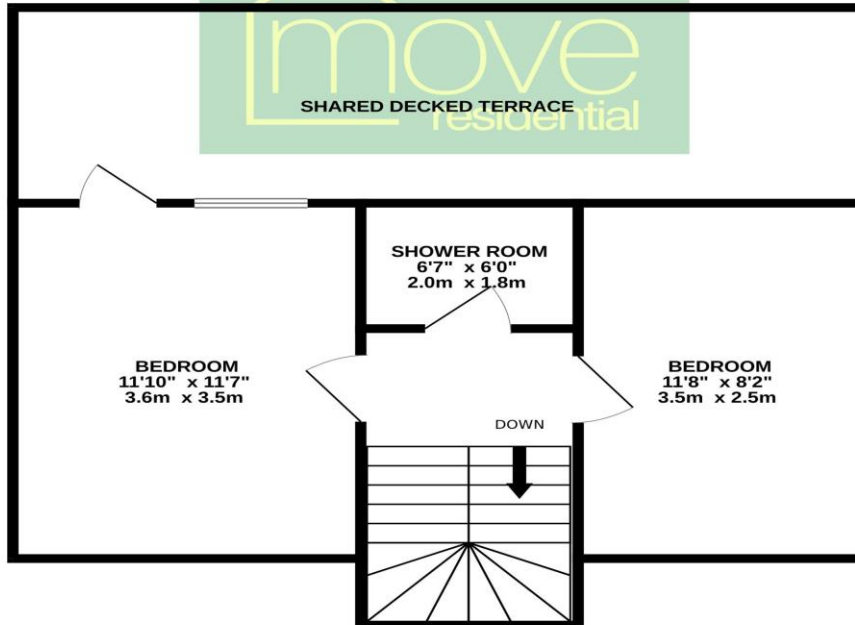 move
SHARED DECKED TERRACE
residential
SHOWER ROOM
6'7" x 6'0"
2.0m x 1.8m
BEDROOM
11'10" x 11'7"
3.6m x 3.5m
BEDROOM
11'8" x 8'2"
3.5m x 2.5m
DOWN